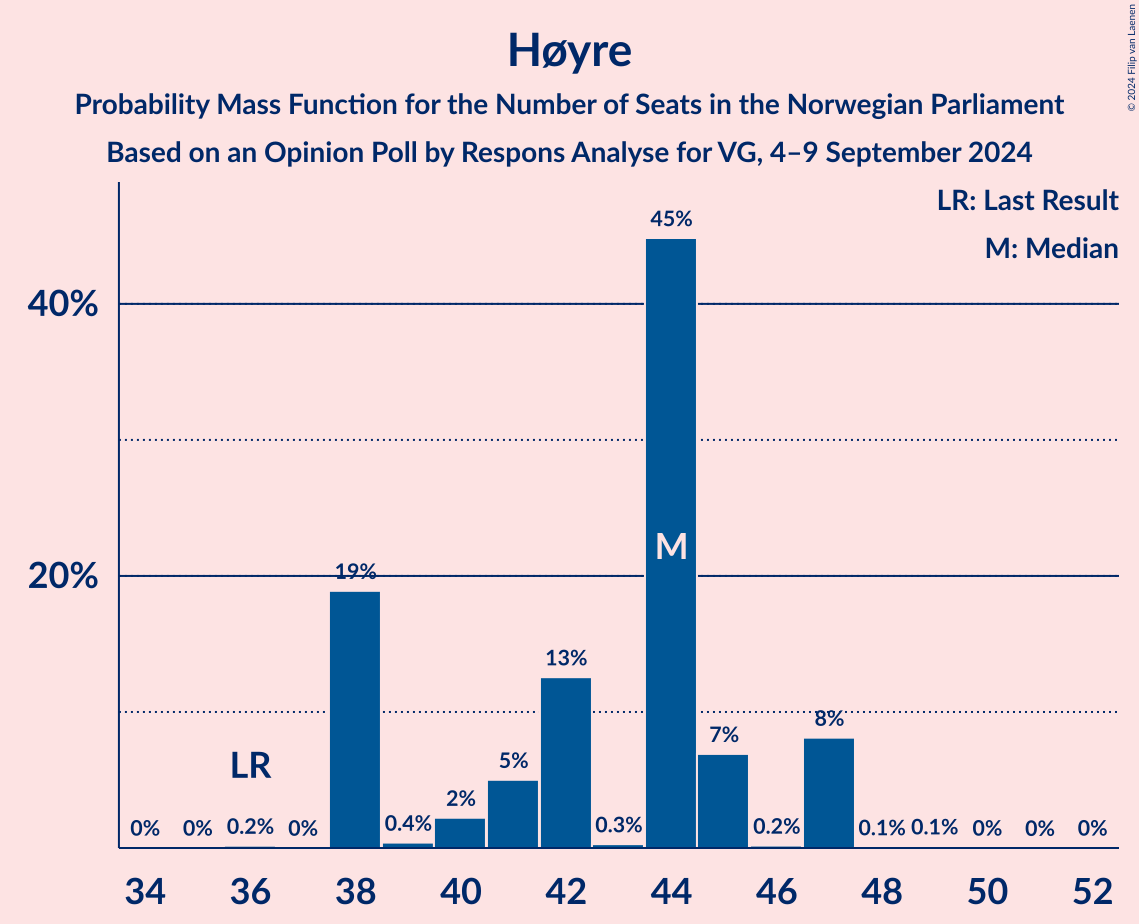 Høyre
Probability Mass Function for the Number of Seats in the Norwegian Parliament
Based on an Opinion Poll by Respons Analyse for VG, 4–9 September 2024
© 2024 Filip van Laenen
LR: Last Result
M: Median
40%
20%
0%
0%
0.2%
0%
19%
0.4%
2%
5%
13%
0.3%
45%
7%
0.2%
8%
0.1%
0.1%
0%
0%
0%
LR
M
34 36 38 40 42 44 46 48 50 52